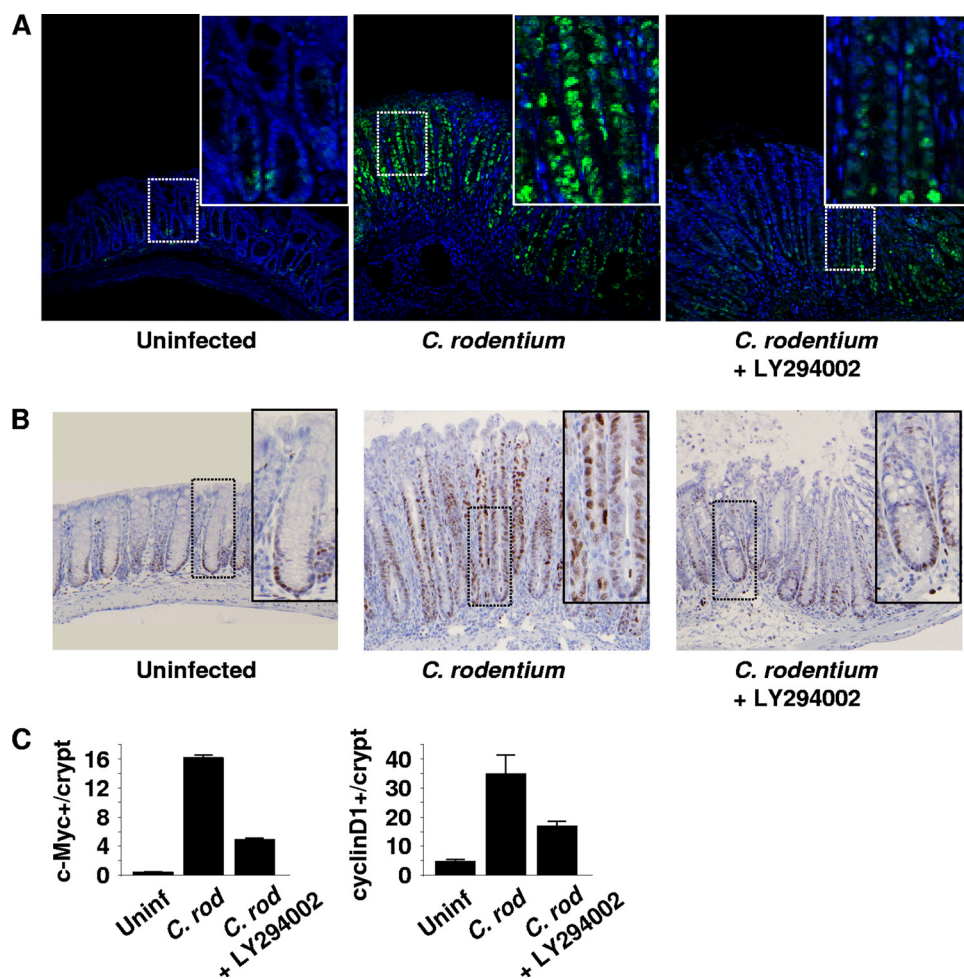 A
Uninfected
C. rodentium
C. rodentium
+ LY294002
B
Uninfected
C. rodentium
C. rodentium
+ LY294002
C
c-Myc+/crypt
16
12
8
4
0
Uninf
C. rod
C. rod
+ LY294002
cyclinD1+/crypt
40
30
20
10
0
Uninf
C. rod
C. rod
+ LY294002